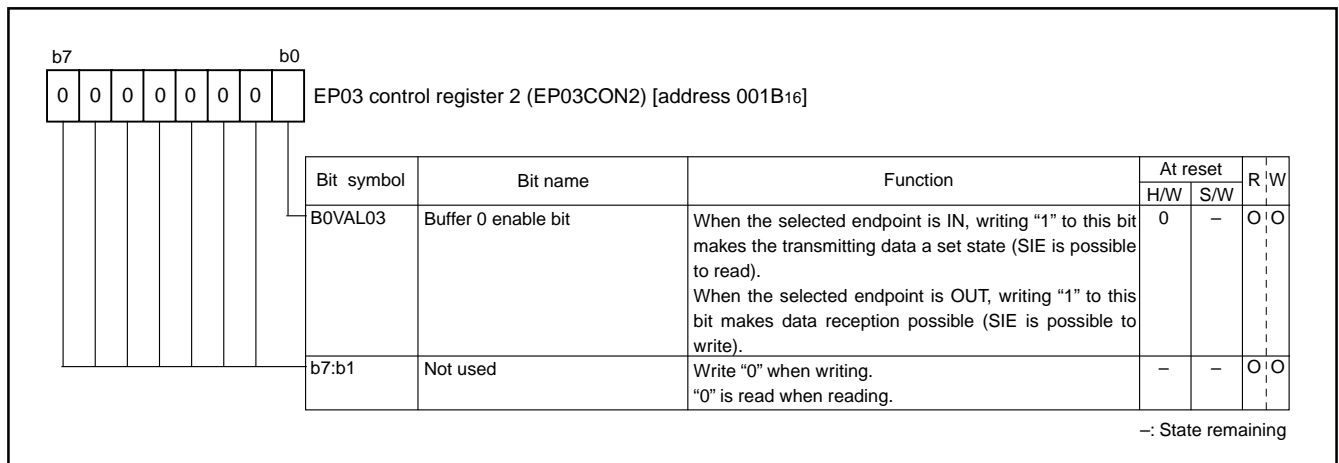 b7 b0
0 0 0 0 0 0 0
EP03 control register 2 (EP03CON2) [address 001B16]
Bit symbol Bit name Function At reset R W
H/W S/W
B0VAL03 Buffer 0 enable bit When the selected endpoint is IN, writing “1” to this bit 0 – O O
makes the transmitting data a set state (SIE is possible
to read).
When the selected endpoint is OUT, writing “1” to this
bit makes data reception possible (SIE is possible to
write).
b7:b1 Not used Write “0” when writing. – – O O
“0” is read when reading.
–: State remaining